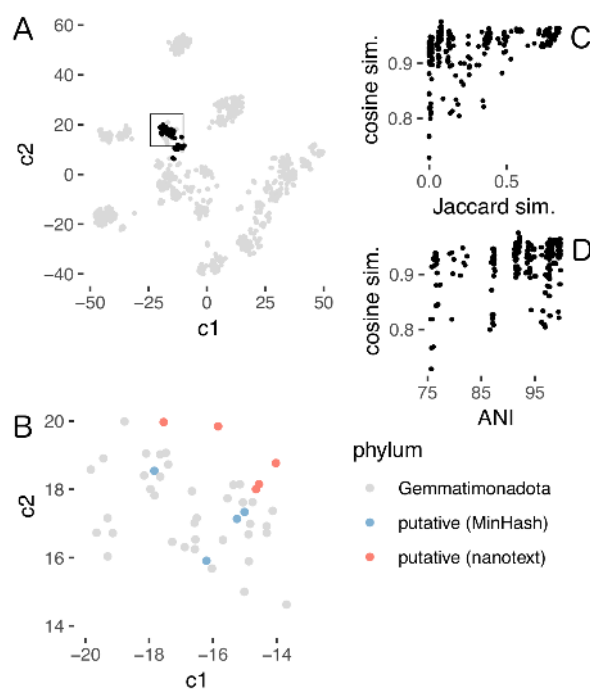 A
60
40
20
0
−20
−40
c2
−50
−25
0
25
50
c1
C
0.9
0.8
cosine sim.
0.0
0.5
Jaccard sim.
D
0.9
0.8
cosine sim.
75
85
95
ANI
B
20
18
16
14
c2
−20
−18
−16
−14
c1
phylum
Gemmatimonadota
putative (MinHash)
putative (nanotext)